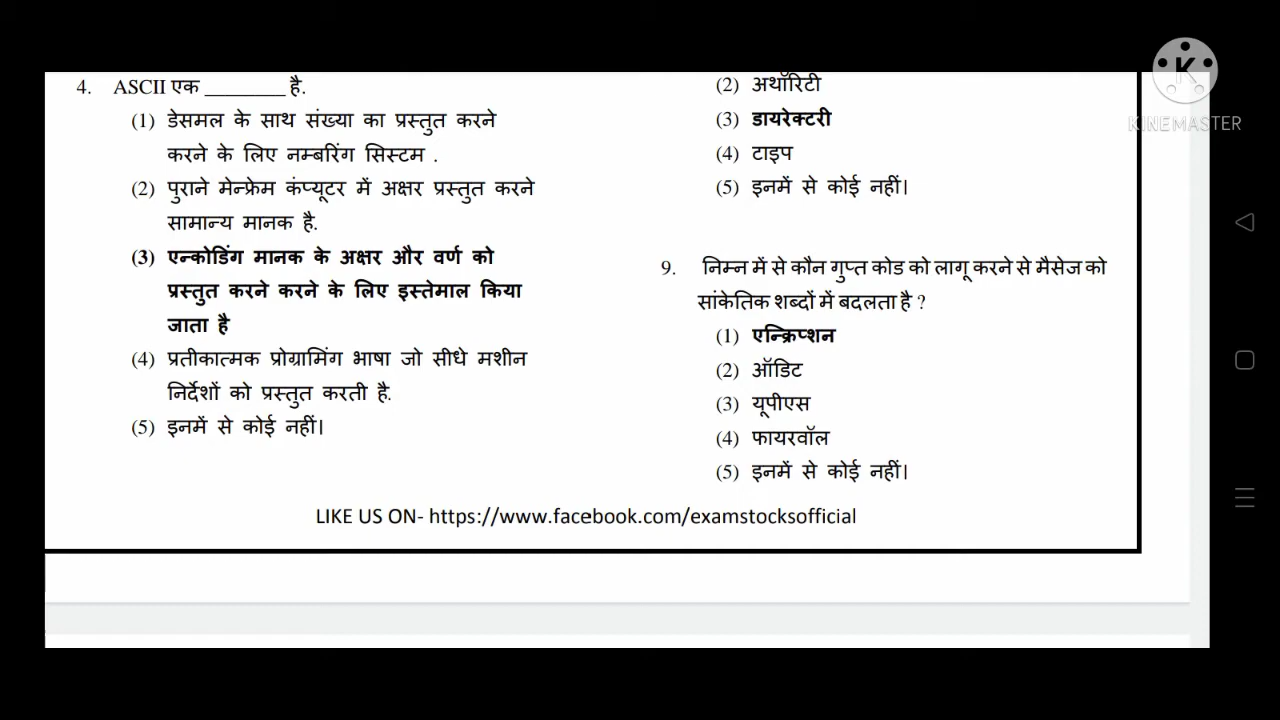 4. ASCII एक ________ है.
(1) डेसमल के साथ संख्या का प्रस्तुत करने
करने के लिए नम्बरिंग सिस्टम .
(2) पुराने मेन्फ्रेम कंप्यूटर में अक्षर प्रस्तुत करने
सामान्य मानक है.
(3) एन्कोडिंग मानक के अक्षर और वर्ण को
प्रस्तुत करने करने के लिए इस्तेमाल किया
जाता है
(4) प्रतीकात्मक प्रोग्रामिंग भाषा जो सीधे मशीन
निर्देशों को प्रस्तुत करती है.
(5) इनमें से कोई नहीं।
(2) अथॉरिटी
(3) डायरेक्टरी
(4) टाइप
(5) इनमें से कोई नहीं।
9. निम्न में से कौन गुप्त कोड को लागू करने से मैसेज को
सांकेतिक शब्दों में बदलता है ?
(1) एन्क्रिप्शन
(2) ऑडिट
(3) यूपीएस
(4) फायरवॉल
(5) इनमें से कोई नहीं।
LIKE US ON- https://www.facebook.com/examstocksofficial
K
KINEMASTER